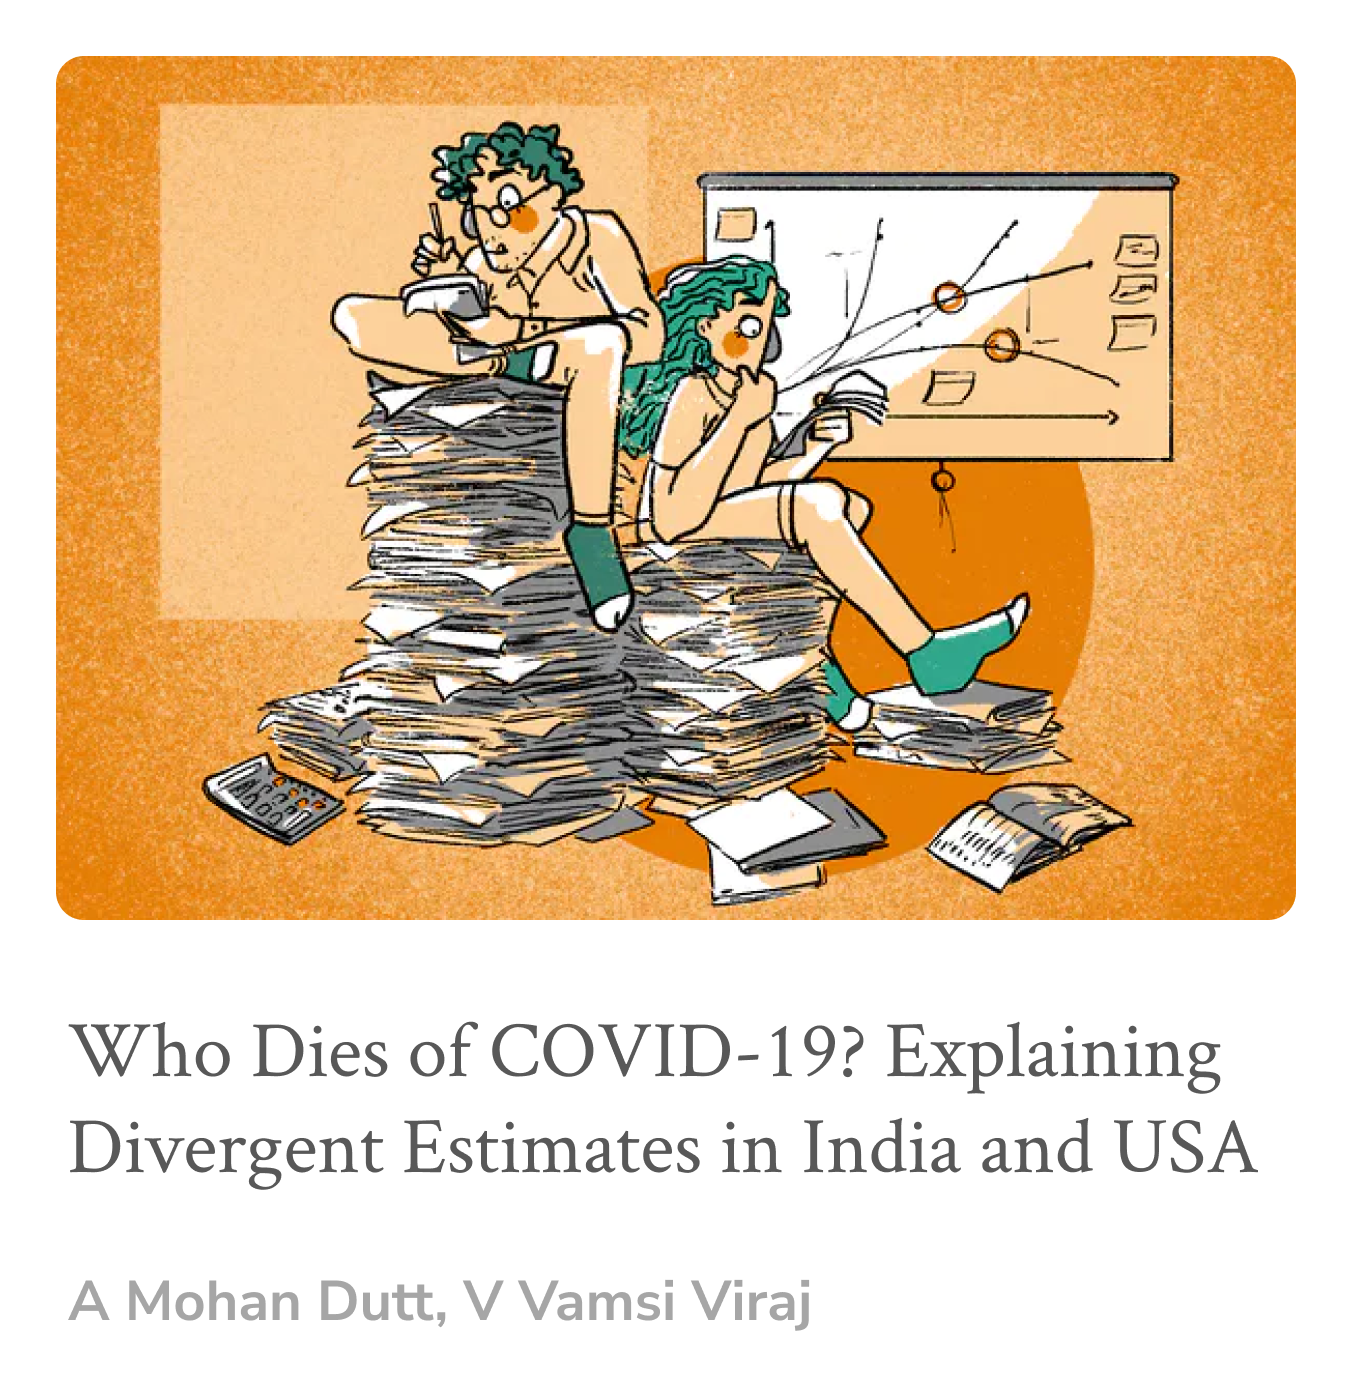 Who Dies of COVID-19? Explaining
Divergent Estimates in India and USA
A Mohan Dutt, V Vamsi Viraj